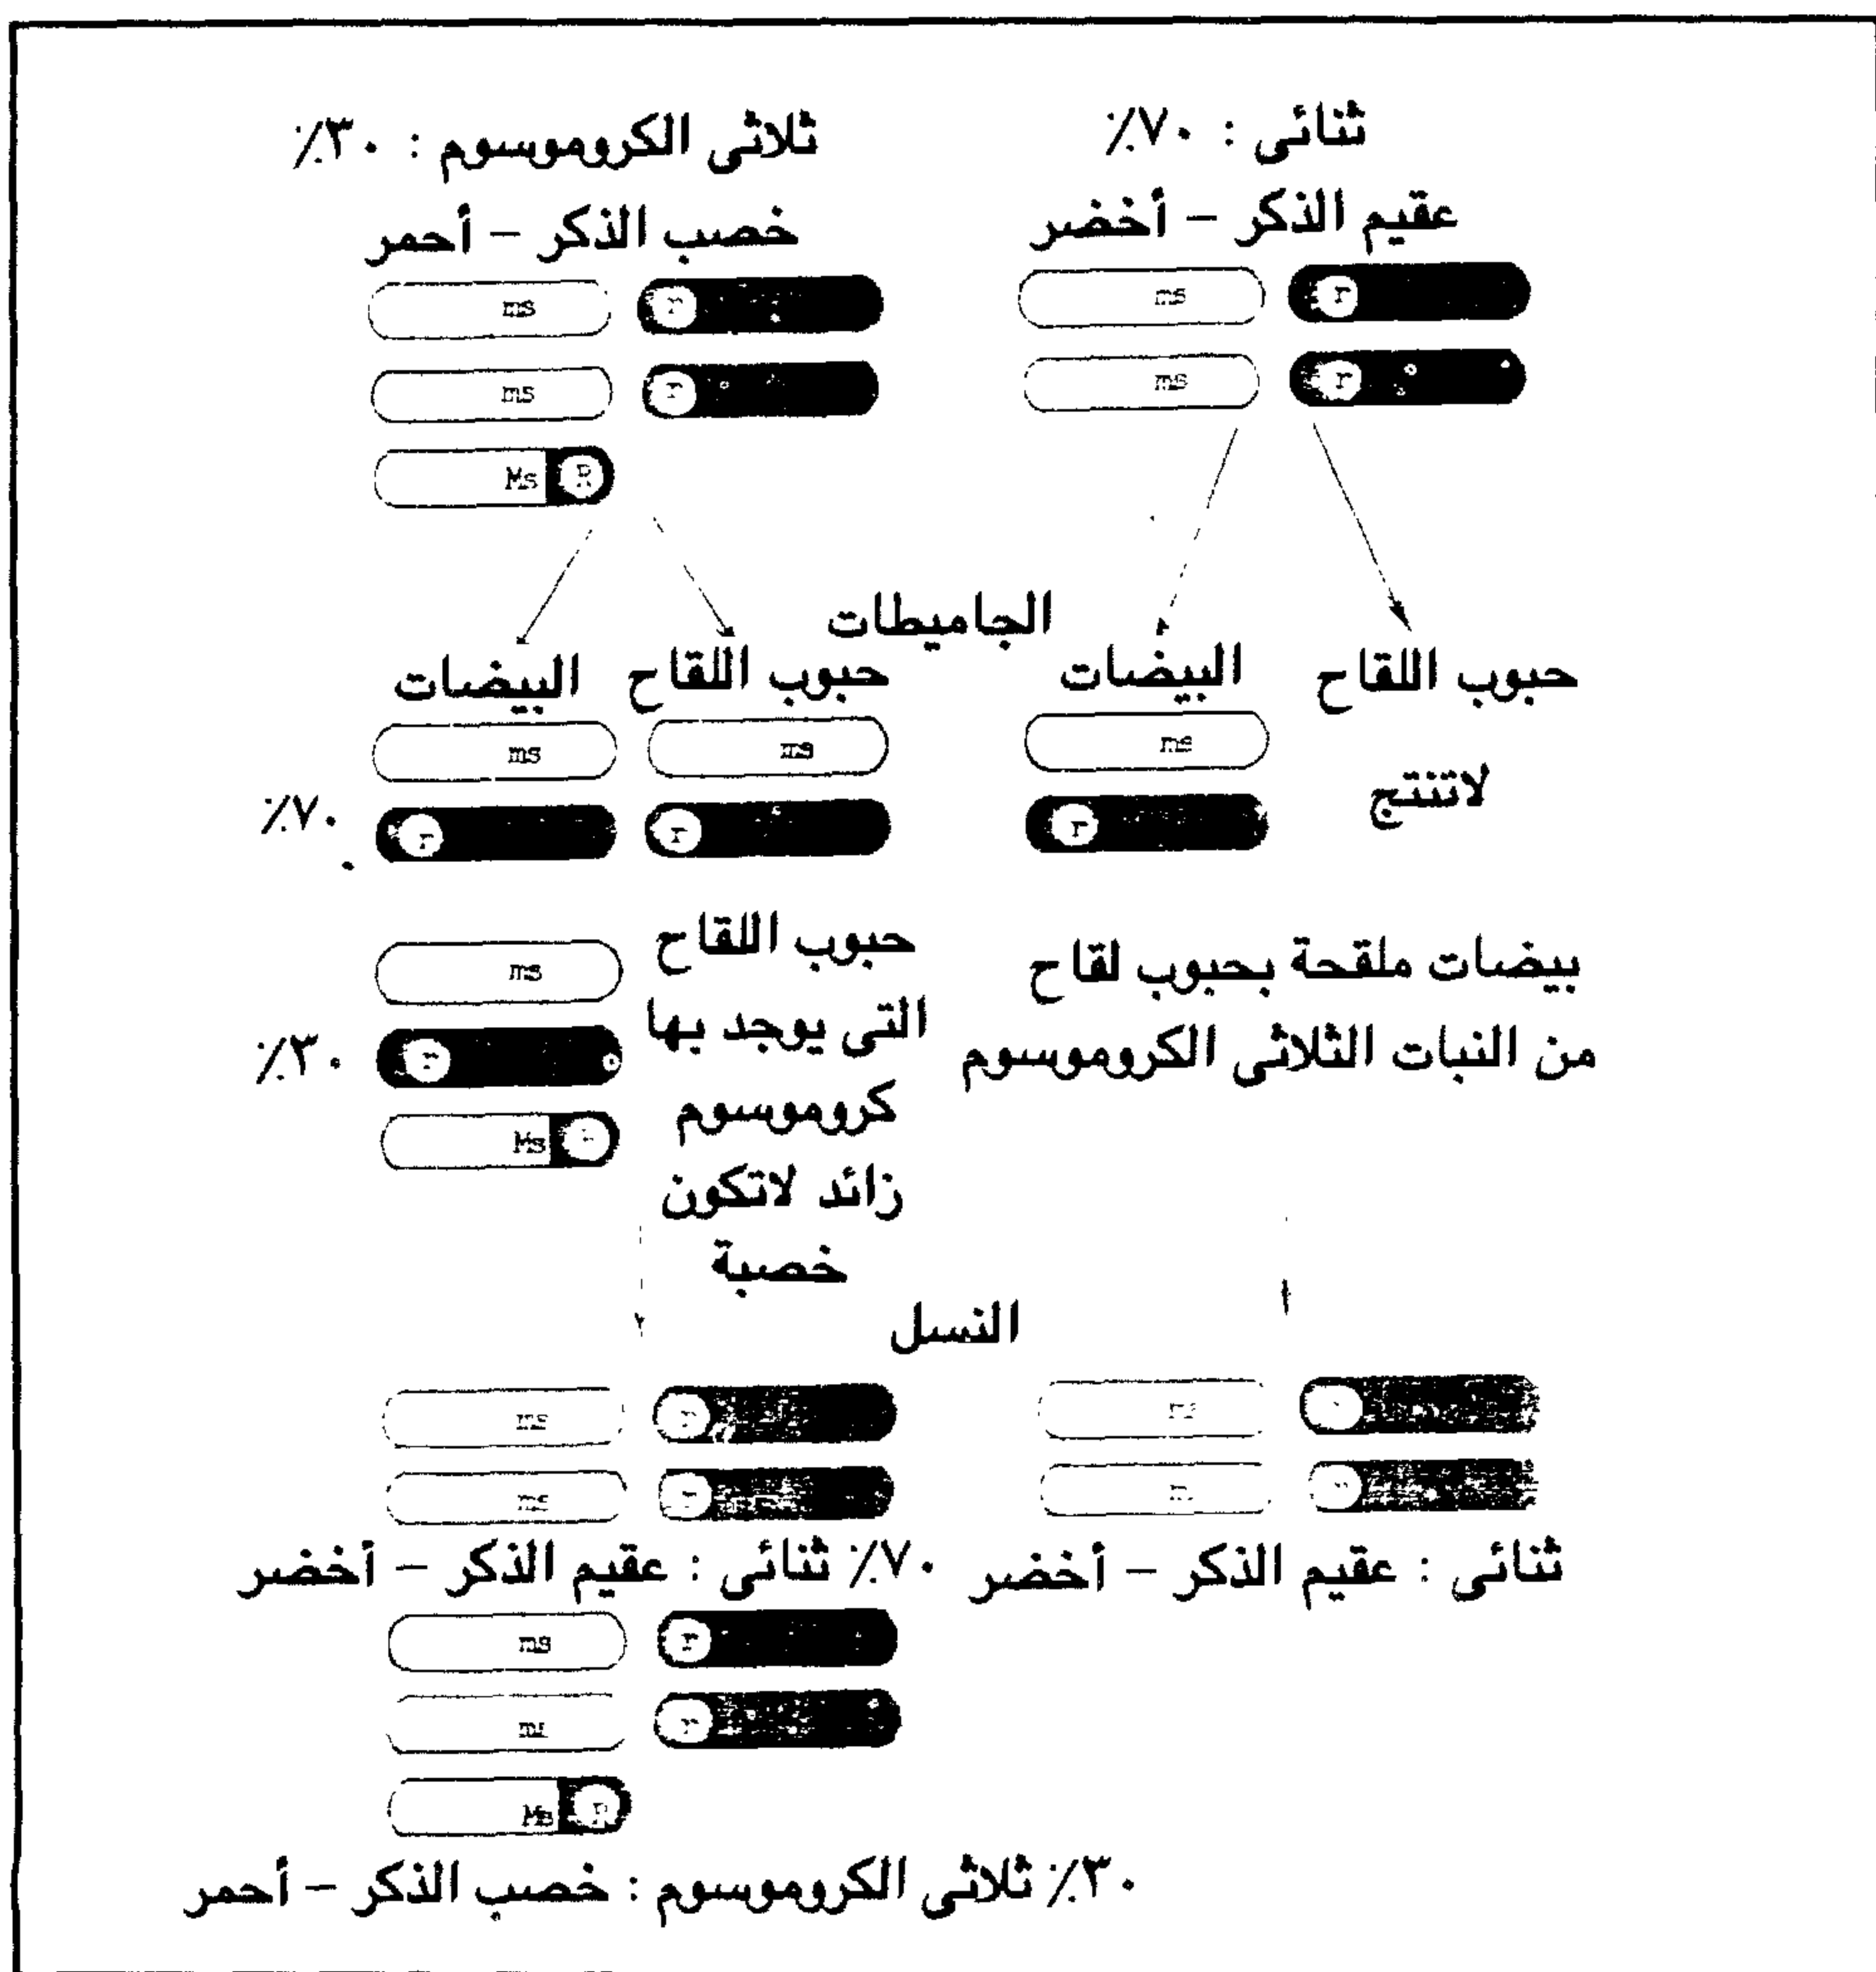 ثنائى : ٧٠٪
عقيم الذكر – أخضر
ms r
ms r
ثلاثى الكروموسوم : ٣٠٪
خصب الذكر – أحمر
ms r
ms r
Ms R
الجاميطات
حبوب اللقاح
لاتنتج
البيضات
ms
r
حبوب اللقاح
ms
r
البيضات
ms
r
٧٠٪
بيضات ملقحة بحبوب لقاح
من النبات الثلاثى الكروموسوم
حبوب اللقاح
التى يوجد بها
كروموسوم
زائد لاتكون
خصبة
ms
r
Ms
٣٠٪
النسل
ثنائى : عقيم الذكر – أخضر
ms r
ms r
٧٠٪ ثنائى : عقيم الذكر – أخضر
ms r
ms r
Ms R
٣٠٪ ثلاثى الكروموسوم : خصب الذكر – أحمر